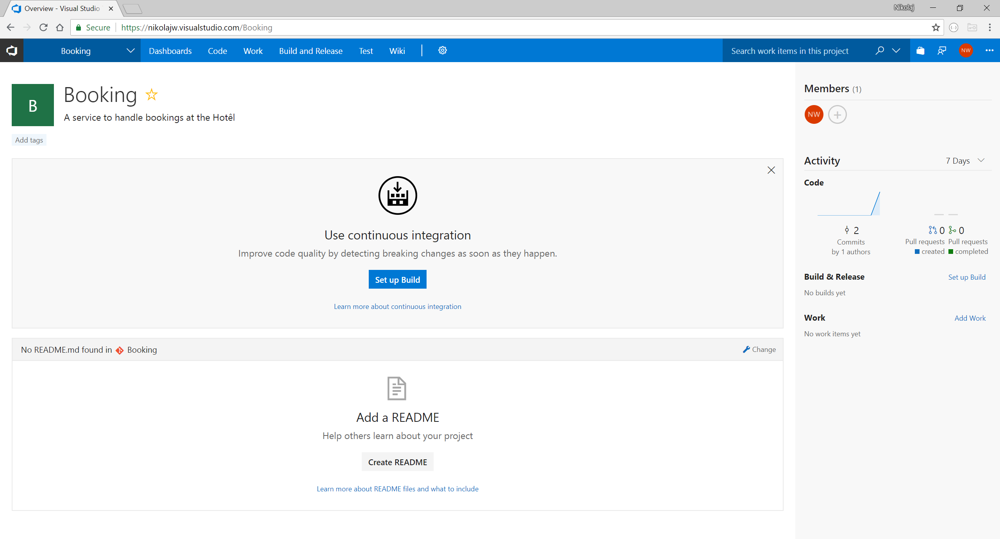 Overview - Visual Studio
Nikolaj
Secure
https://nikolajw.visualstudio.com/Booking
Booking
Dashboards
Code
Work
Build and Release
Test
Wiki
Search work items in this project
NW
B
Booking
A service to handle bookings at the Hotêl
Add tags
Use continuous integration
Improve code quality by detecting breaking changes as soon as they happen.
Set up Build
Learn more about continuous integration
No README.md found in Booking
Change
Add a README
Help others learn about your project
Create README
Learn more about README files and what to include
Members (1)
NW
Activity
7 Days
Code
2
Commits
by 1 authors
0
Pull requests
created
0
Pull requests
completed
Build & Release
Set up Build
No builds yet
Work
Add Work
No work items yet